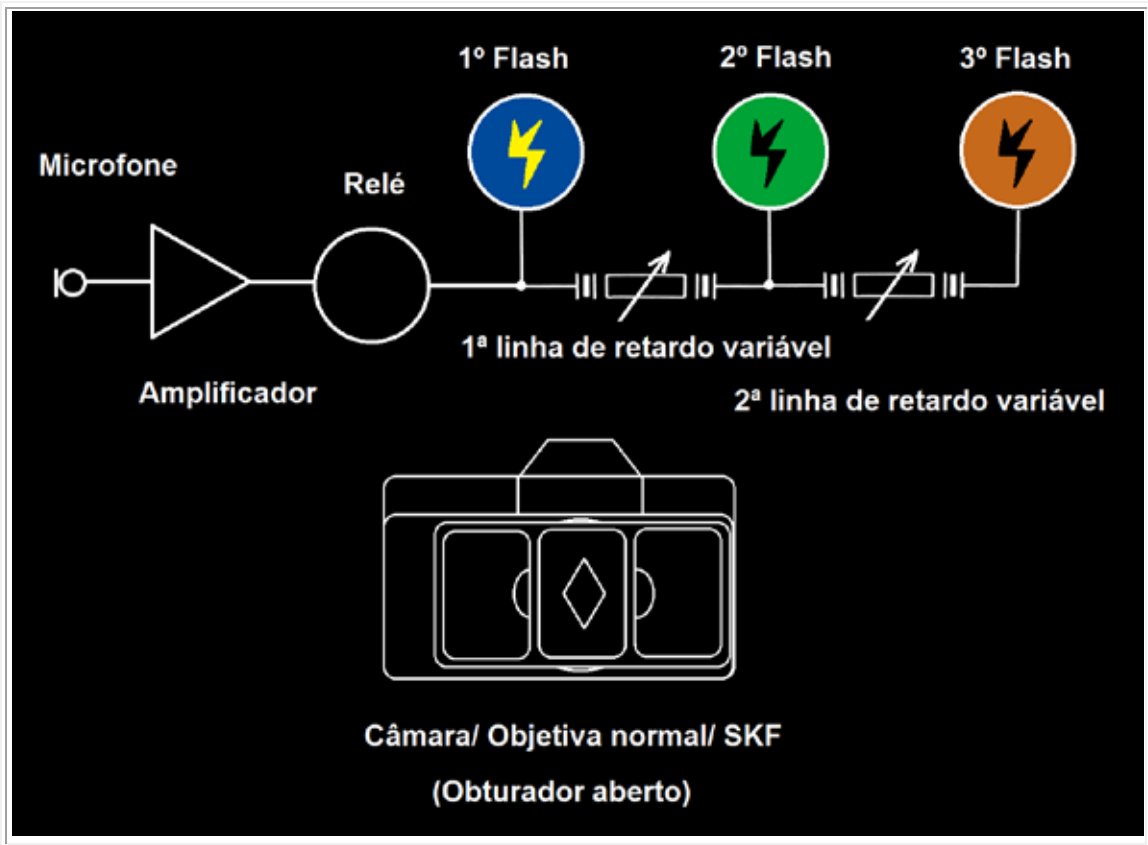 1º Flash
2º Flash
3º Flash
Microfone
Relé
1ª linha de retardo variável
Amplificador
2ª linha de retardo variável
Câmara/ Objetiva normal/ SKF
(Obturador aberto)